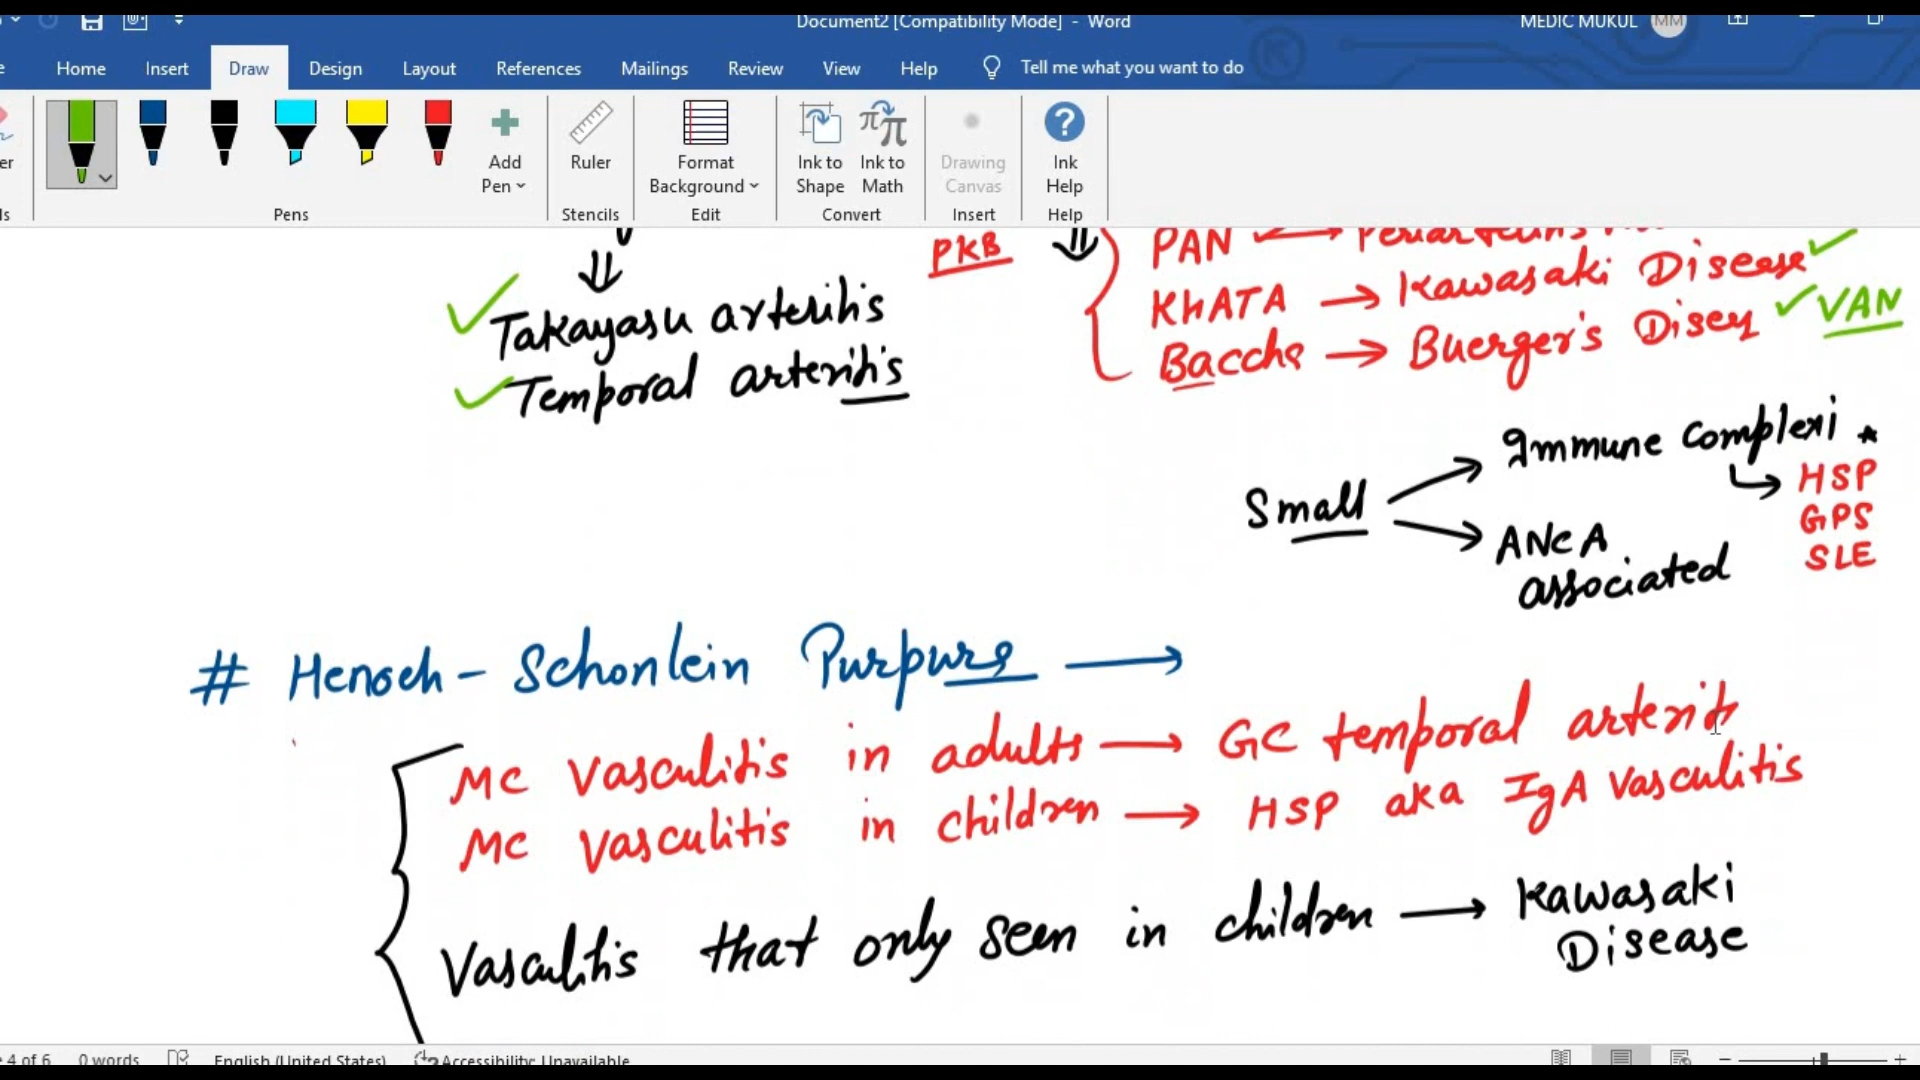 Document2 [Compatibility Mode] - Word
MEDIC MUKUL MM
Home Insert Draw Design Layout References Mailings Review View Help Tell me what you want to do
Add Pen
Ruler
Format Background
Ink to Shape
Ink to Math
Drawing Canvas
Ink Help
Pens Stencils Edit Convert Insert Help
PKB
PAN →
KHATA → Kawasaki Disease ✓
Bacchs → Buerger's Disey ✓ VAN
✓ Takayasu arteritis
✓ Temporal arteritis
Small
Immune complexi *
HSP
GPS
SLE
ANCA
associated
# Henoch - Schonlein Purpurs →
MC Vasculitis in adults → GC temporal arterits
MC Vasculitis in children → HSP aka IgA Vasculitis
Vasculitis that only seen in children → Kawasaki
Disease
4 of 6 0 words English (United States) Accessibility: Unavailable